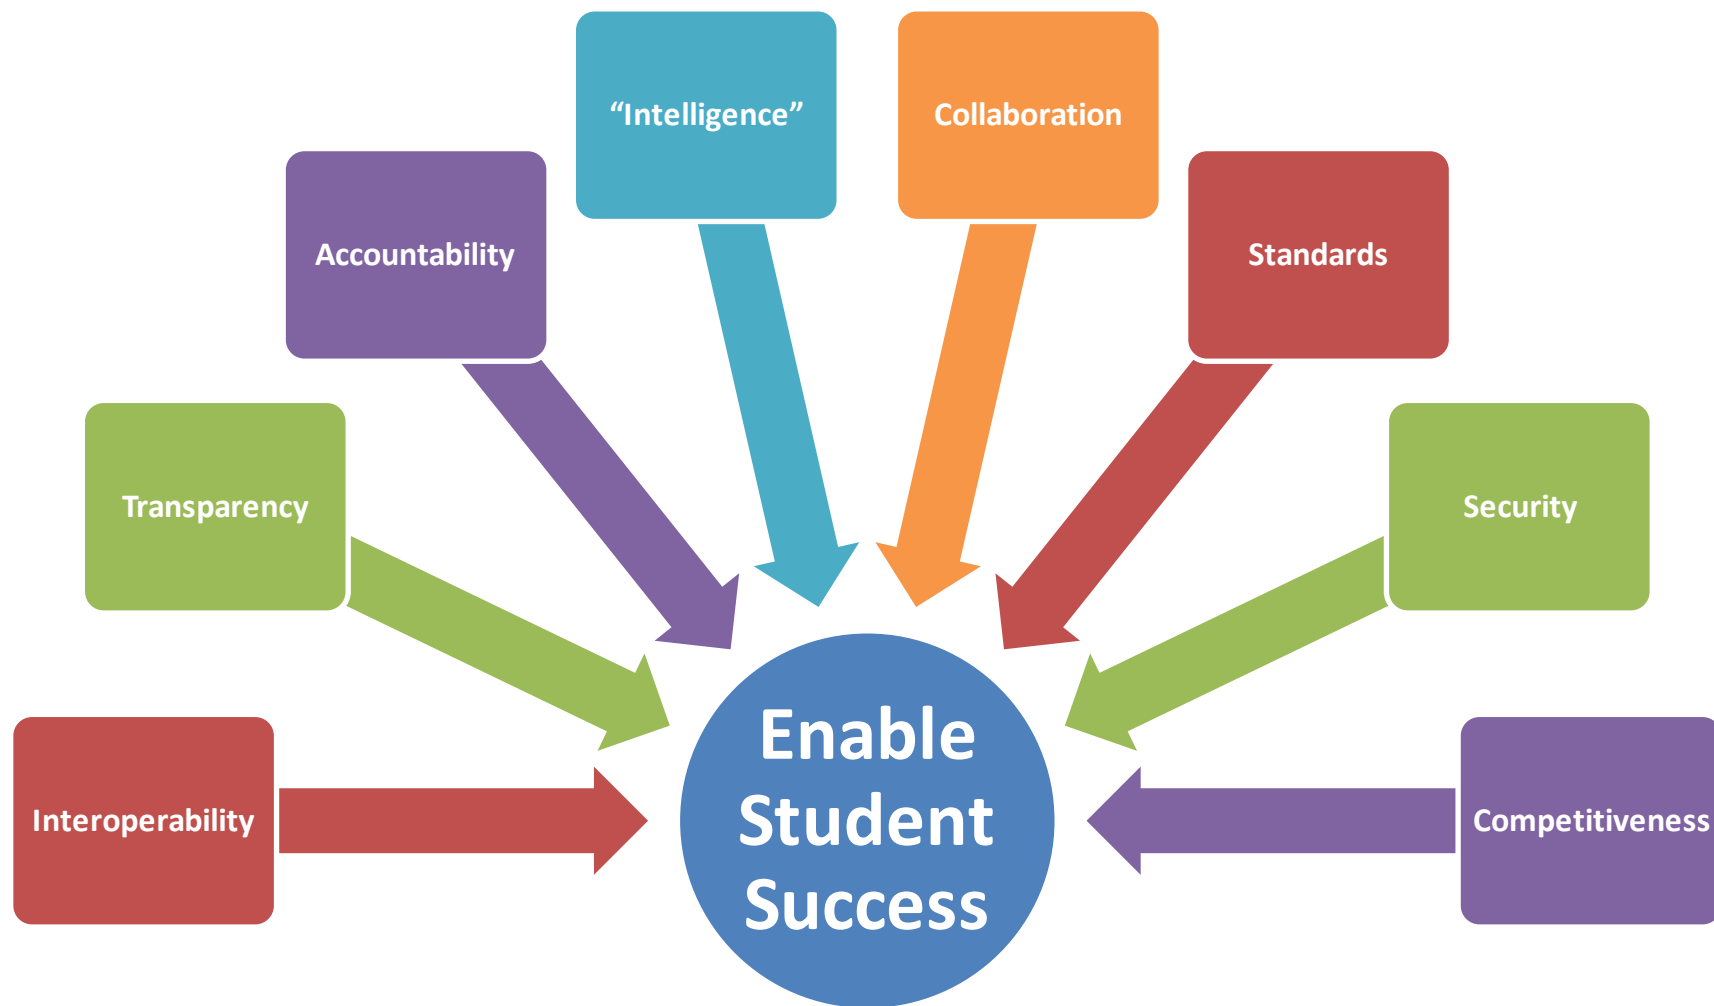 “Intelligence”
Collaboration
Accountability
Standards
Transparency
Security
Interoperability
Enable
Student
Success
Competitiveness